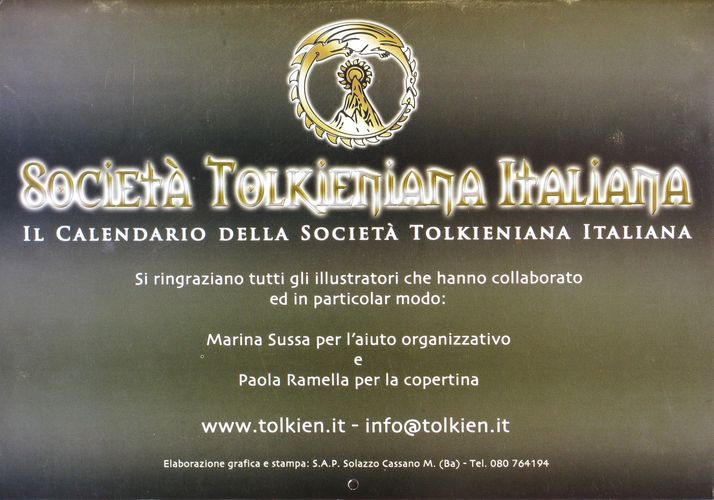 Società Tolkieniana Italiana
Il Calendario della Società Tolkieniana Italiana
Si ringraziano tutti gli illustratori che hanno collaborato
ed in particolar modo:
Marina Sussa per l'aiuto organizzativo
e
Paola Ramella per la copertina
www.tolkien.it - info@tolkien.it
Elaborazione grafica e stampa: S.A.P. Solazzo Cassano M. (Ba) - Tel. 080 764194